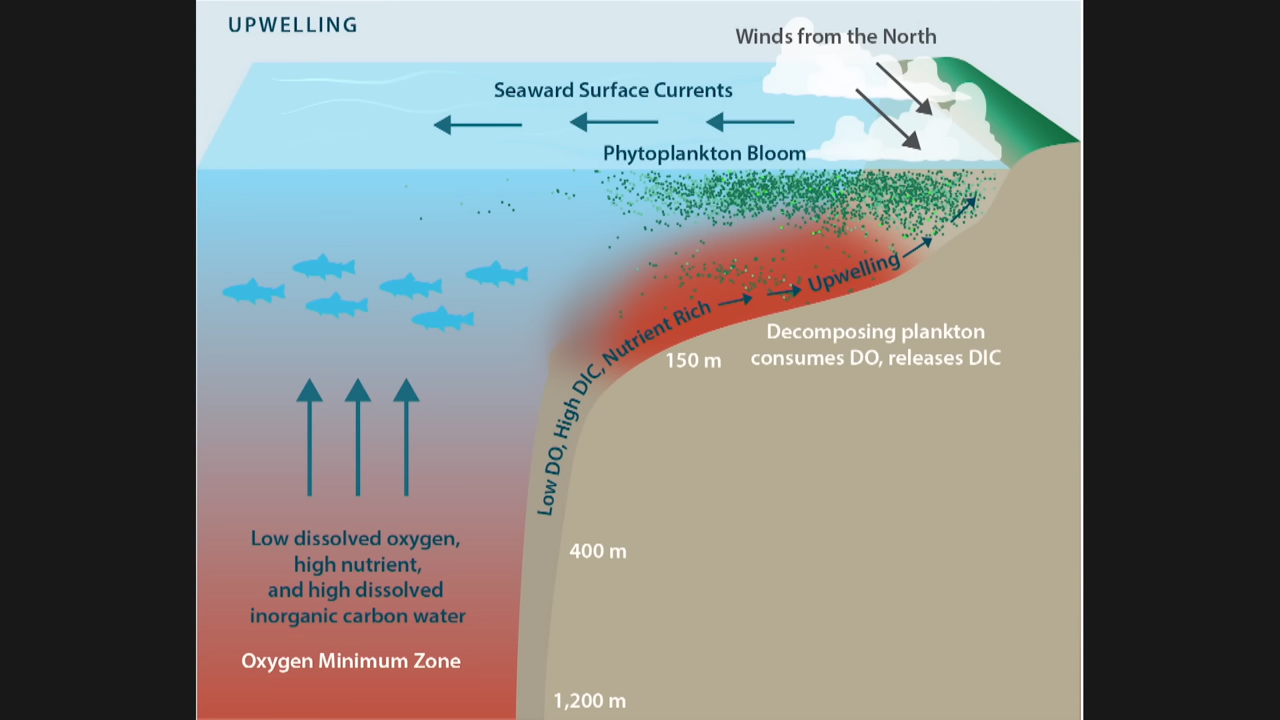 UPWELLING
Winds from the North
Seaward Surface Currents
Phytoplankton Bloom
Upwelling
Low DO, High DIC, Nutrient Rich
Decomposing plankton
consumes DO, releases DIC
150 m
400 m
Low dissolved oxygen,
high nutrient,
and high dissolved
inorganic carbon water
Oxygen Minimum Zone
1,200 m